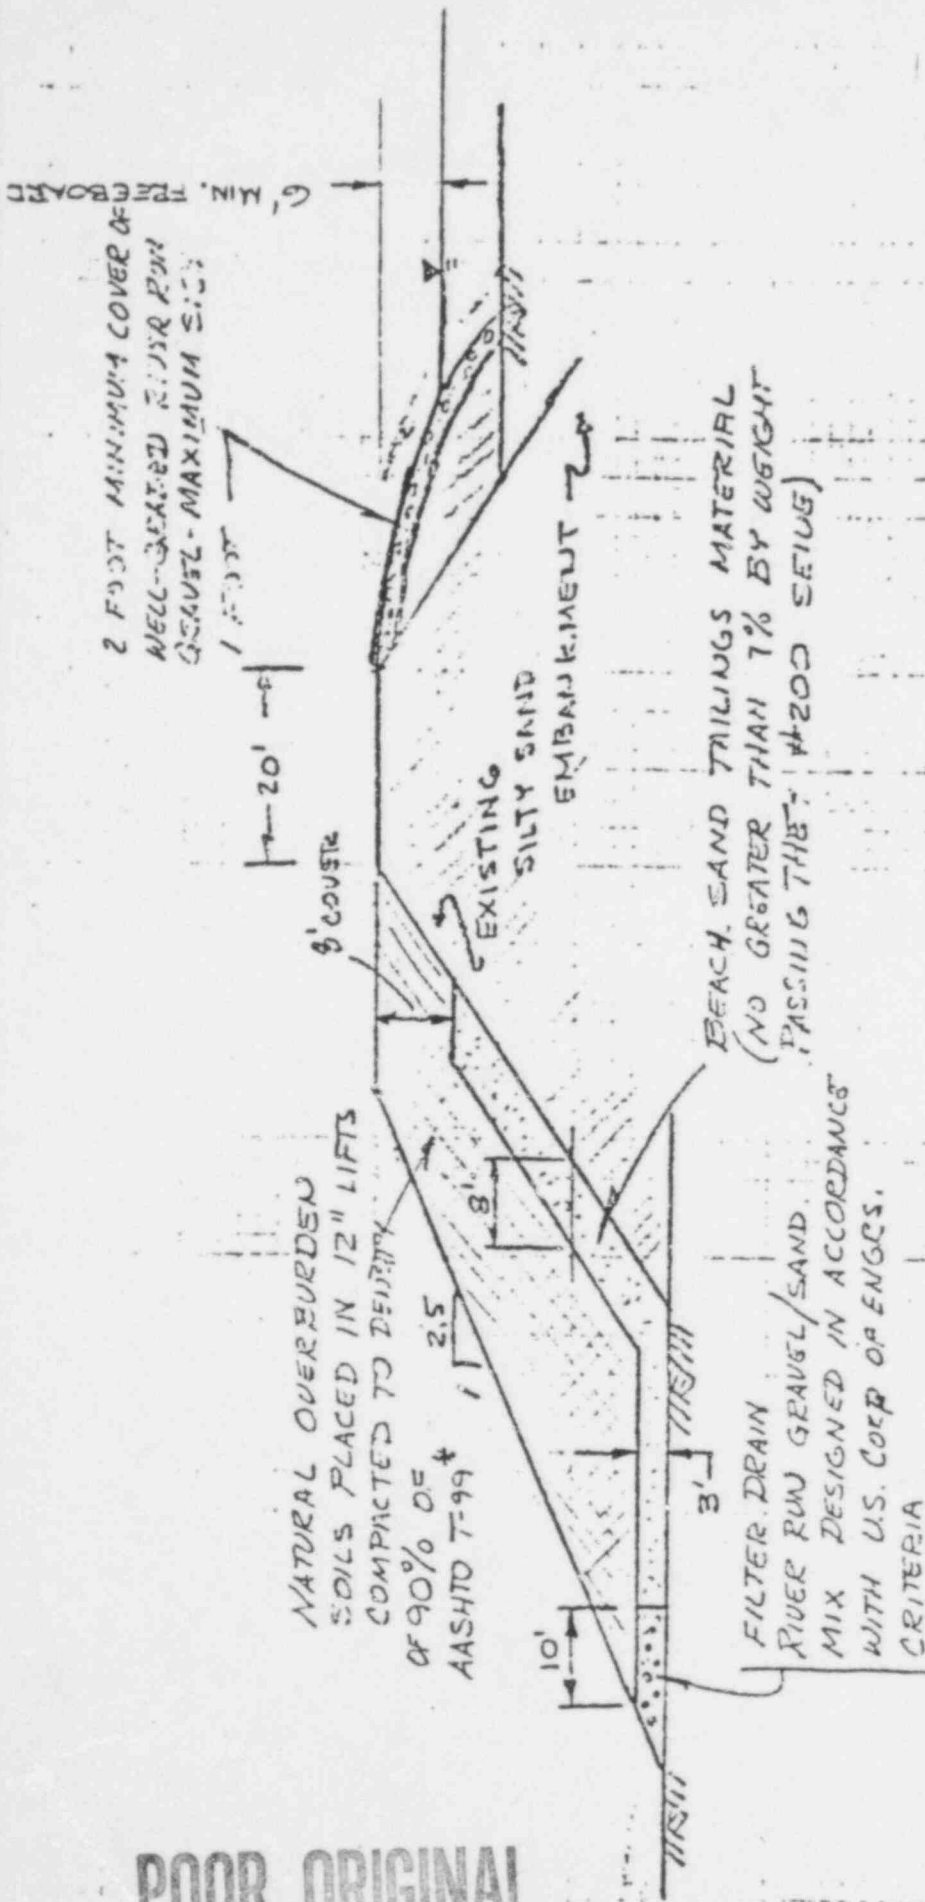 6' MIN. FREEBOARD
2 FOOT MINIMUM COVER OF
WELL-GRADED RIVER RUN
GRAVEL - MAXIMUM SIZE
1 FOOT
20'
8' COVER
EXISTING
SILTY SAND
EMBANKMENT
NATURAL OVERBURDEN
SOILS PLACED IN 12" LIFTS
COMPACTED TO DENSITY
OF 90% OF
AASHTO T-99
1
2.5
8'
BEACH SAND TAILINGS MATERIAL
(NO GREATER THAN 7% BY WEIGHT
PASSING THE #200 SEIVE)
10'
3'
FILTER DRAIN
RIVER RUN GRAVEL/SAND
MIX DESIGNED IN ACCORDANCE
WITH U.S. CORP OF ENGRS.
CRITERIA
POOR ORIGINAL